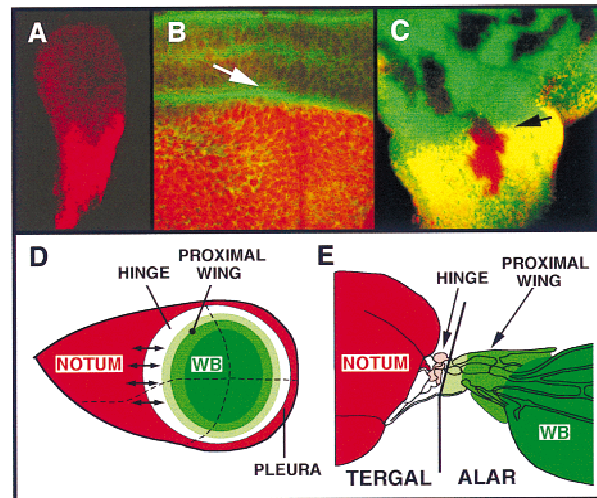 A
B
C
D
PROXIMAL
WING
HINGE
NOTUM
WB
PLEURA
E
PROXIMAL
WING
HINGE
NOTUM
WB
TERGAL
ALAR